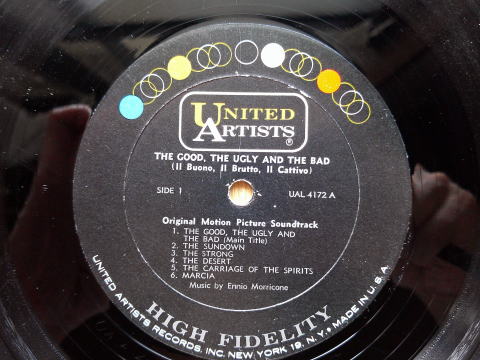 UNITED
ARTISTS®
THE GOOD, THE UGLY AND THE BAD
(Il Buono, Il Brutto, Il Cattivo)
SIDE 1
UAL 4172 A
Original Motion Picture Soundtrack
1. THE GOOD, THE UGLY AND
THE BAD (Main Title)
2. THE SUNDOWN
3. THE STRONG
4. THE DESERT
5. THE CARRIAGE OF THE SPIRITS
6. MARCIA
Music by Ennio Morricone
HIGH FIDELITY
UNITED ARTISTS RECORDS, INC. NEW YORK 19, N.Y. • MADE IN U.S.A.